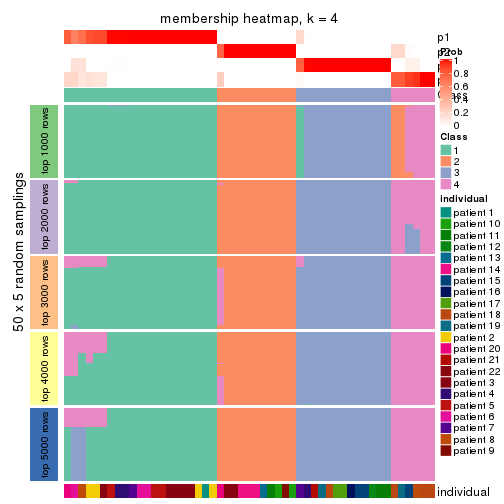 membership heatmap, k = 4
p1
p2
Prob
1
0.8
0.6
0.4
0.2
0
Class
1
2
3
4
individual
patient 1
patient 10
patient 11
patient 12
patient 13
patient 14
patient 15
patient 16
patient 17
patient 18
patient 19
patient 2
patient 20
patient 21
patient 22
patient 3
patient 4
patient 5
patient 6
patient 7
patient 8
patient 9
50 x 5 random samplings
top 1000 rows
top 2000 rows
top 3000 rows
top 4000 rows
top 5000 rows
individual